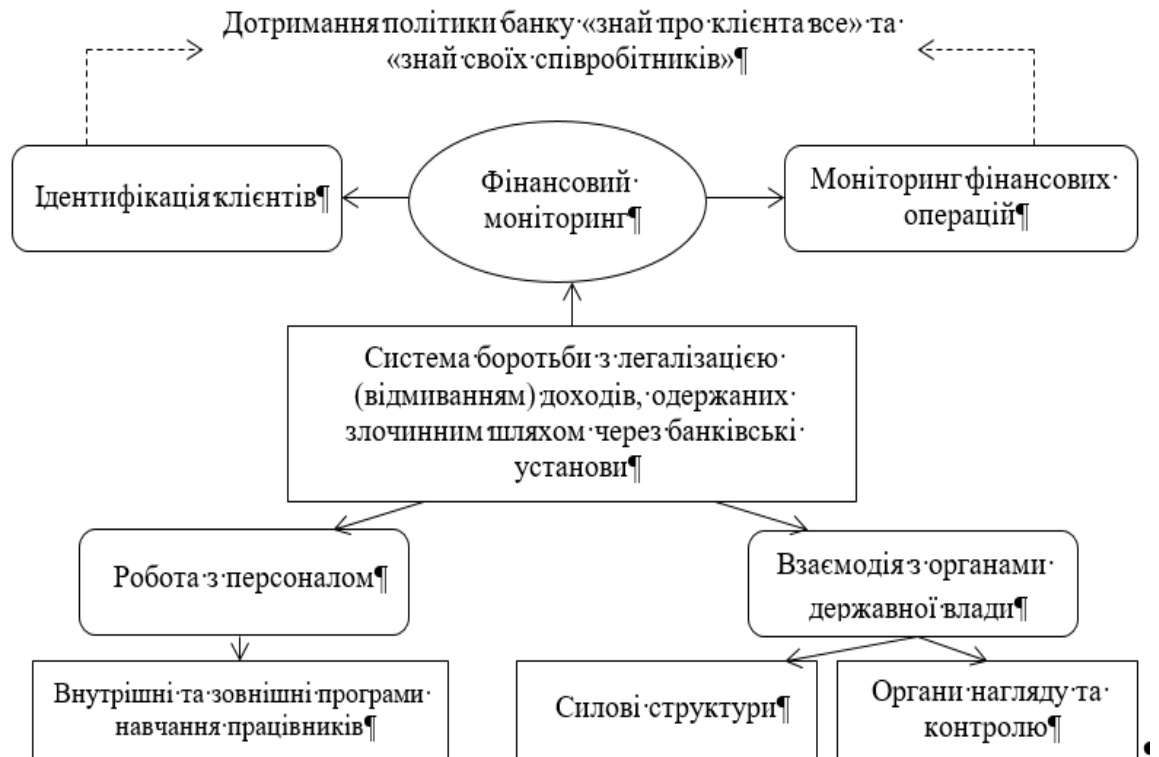 Дотримання політики банку «знай про клієнта все» та
«знай своїх співробітників»¶
Ідентифікація клієнтів¶
Фінансовий
моніторинг¶
Моніторинг фінансових
операцій¶
Система боротьби з легалізацією
(відмиванням) доходів, одержаних
злочинним шляхом через банківські
установи¶
Робота з персоналом¶
Взаємодія з органами
державної влади¶
Внутрішні та зовнішні програми
навчання працівників¶
Силові структури¶
Органи нагляду та
контролю¶